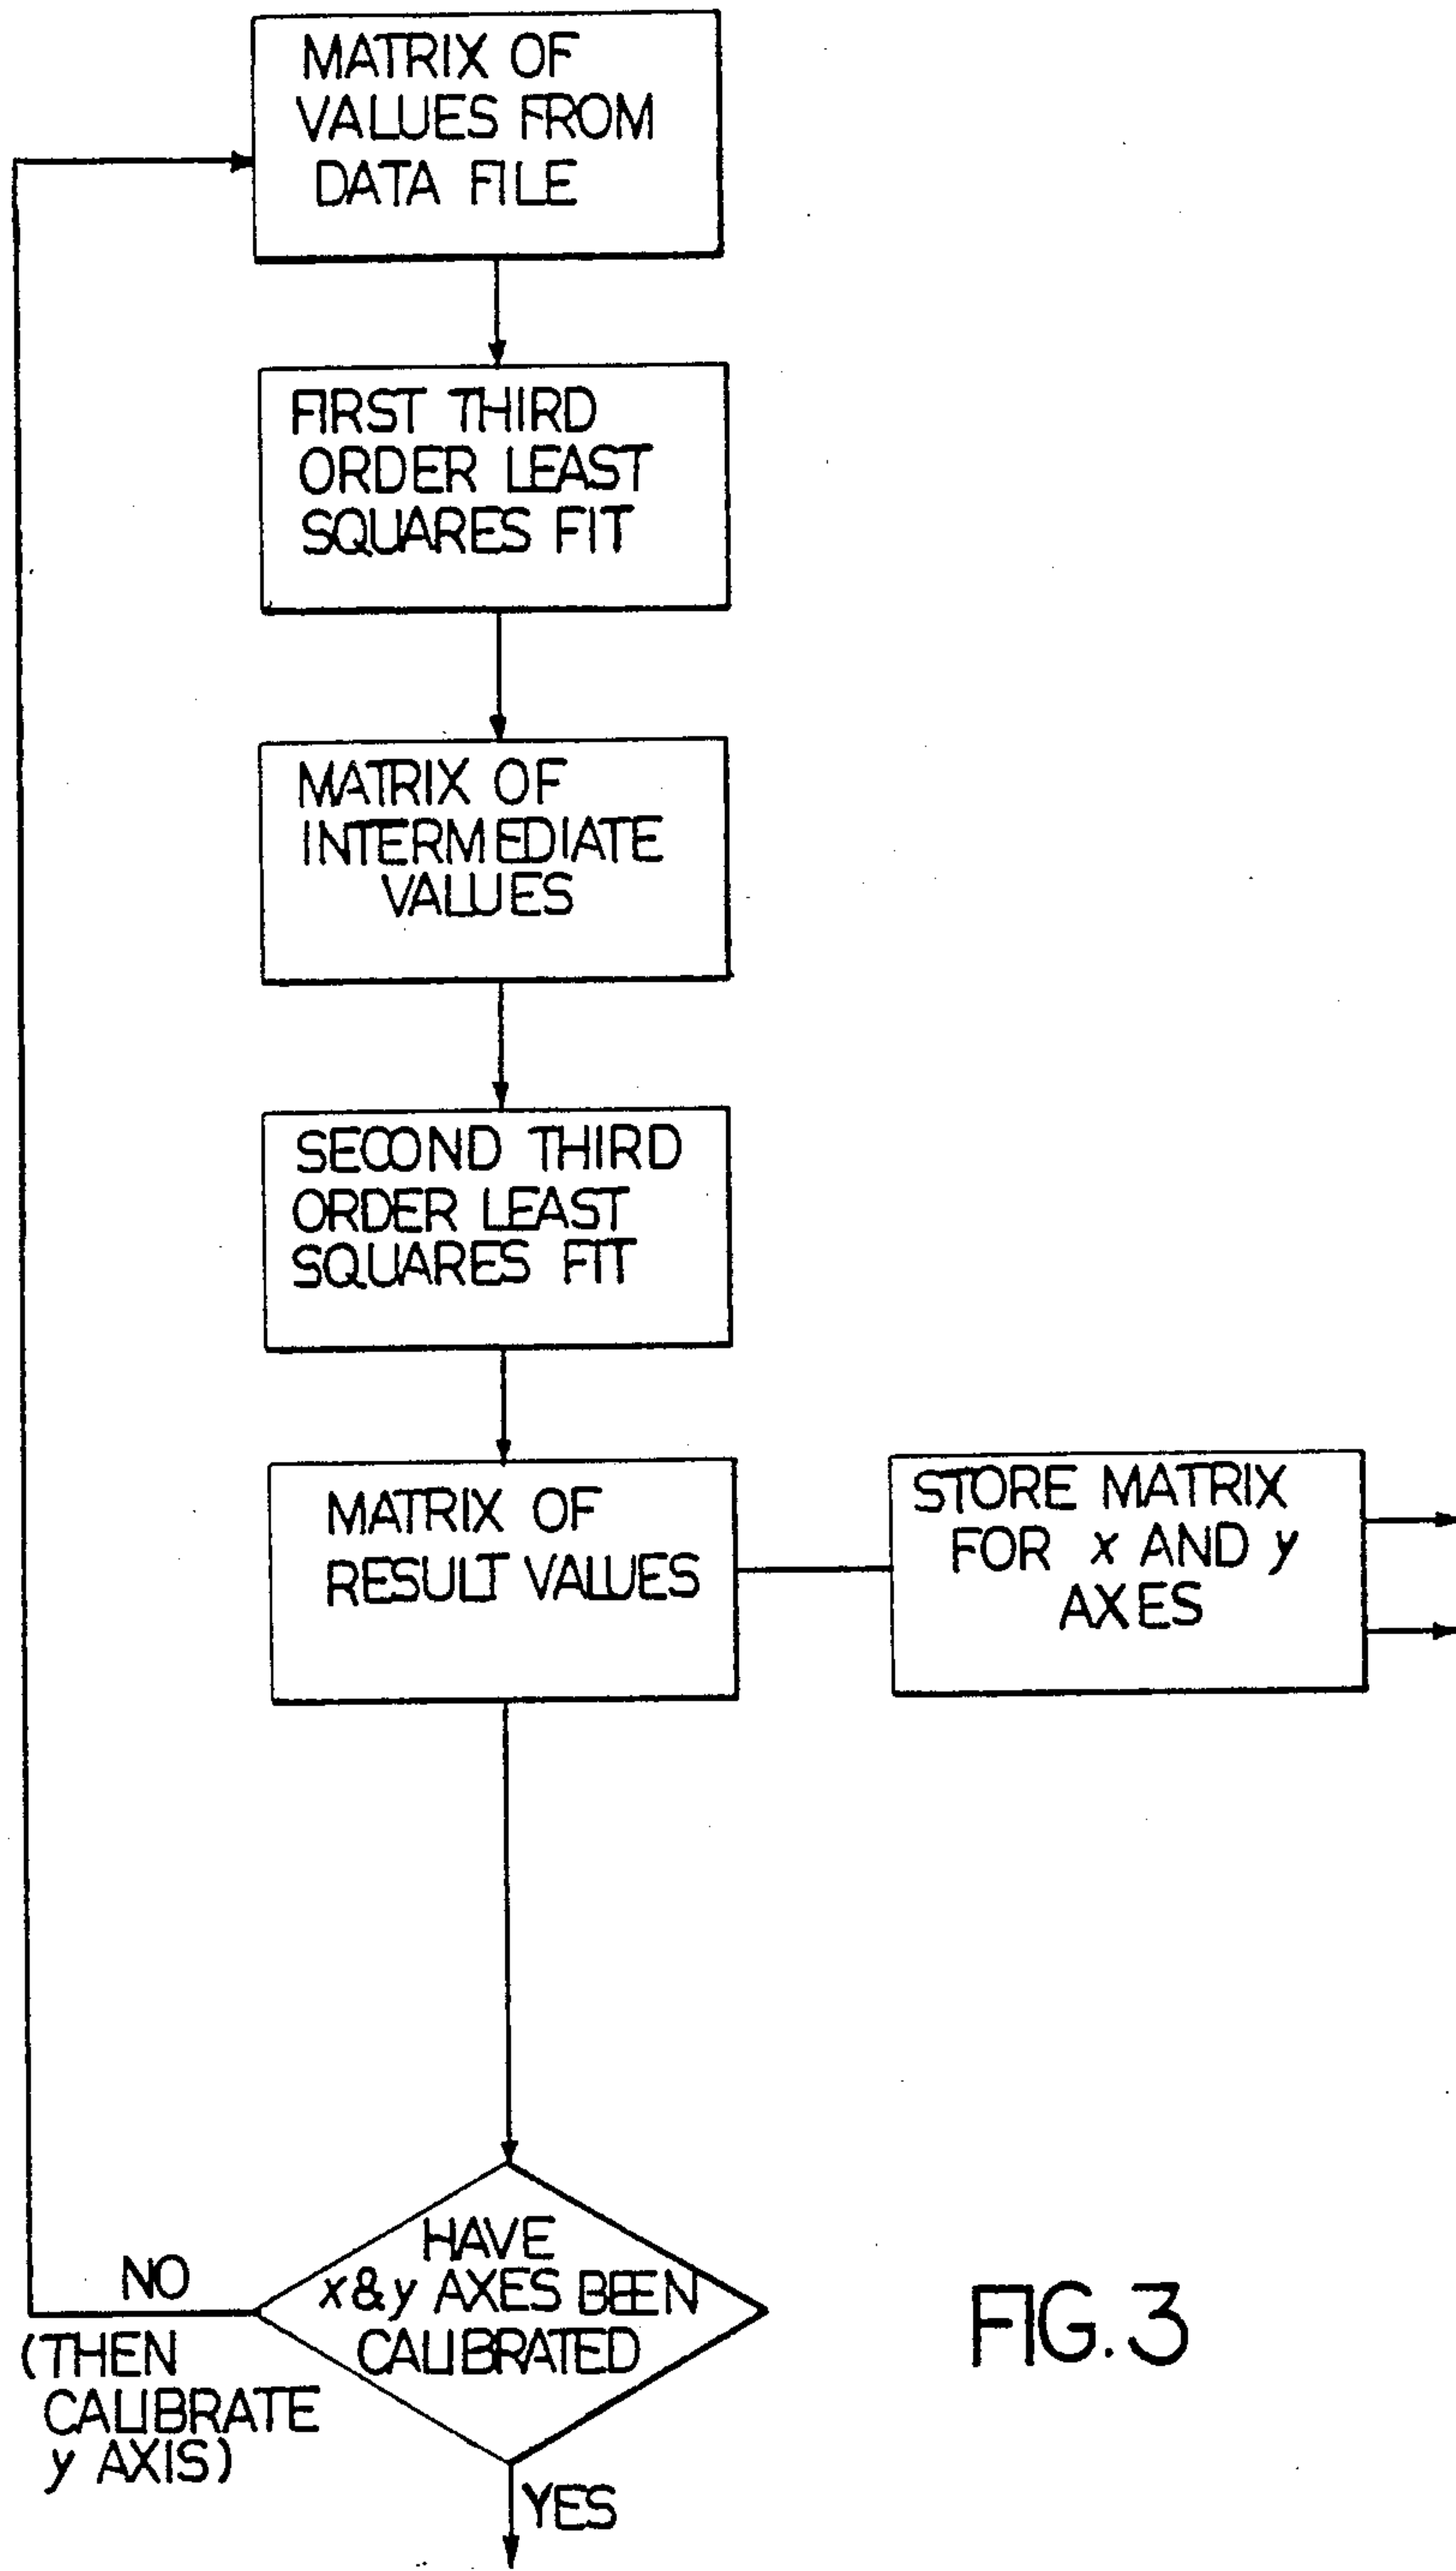 MATRIX OF
VALUES FROM
DATA FILE
FIRST THIRD
ORDER LEAST
SQUARES FIT
MATRIX OF
INTERMEDIATE
VALUES
SECOND THIRD
ORDER LEAST
SQUARES FIT
MATRIX OF
RESULT VALUES
STORE MATRIX
FOR x AND y
AXES
HAVE
x & y AXES BEEN
CALIBRATED
NO
(THEN
CALIBRATE
y AXIS)
YES
FIG. 3